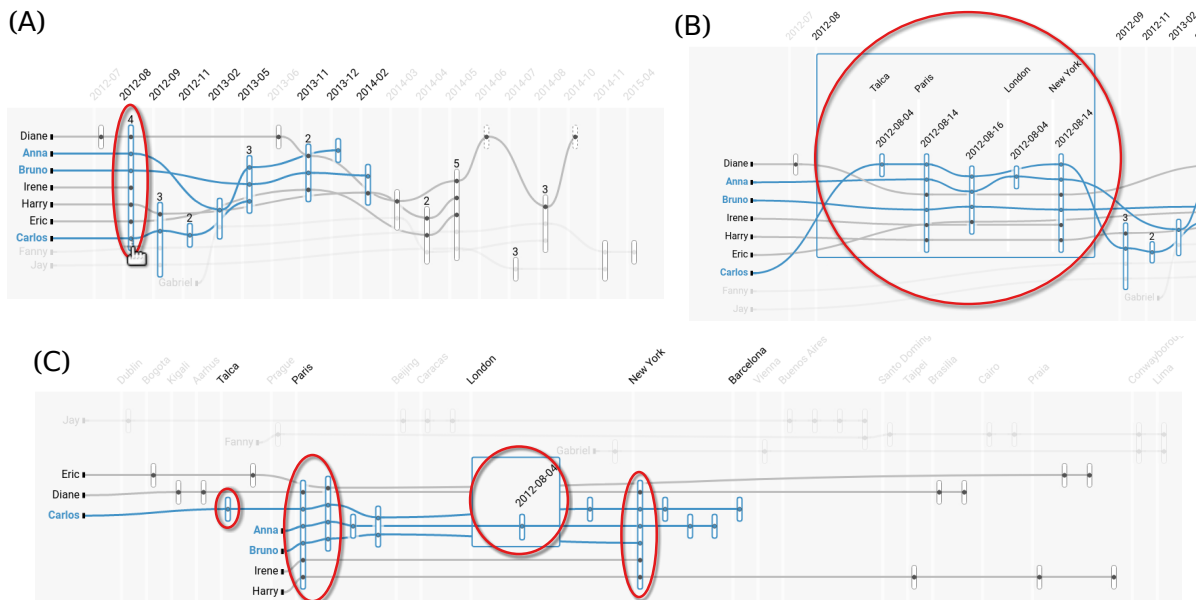 (A)
2012-07
2012-08
2012-09
2012-11
2013-02
2013-05
2013-06
2013-11
2013-12
2014-02
2014-03
2014-04
2014-05
2014-06
2014-07
2014-08
2014-10
2014-11
2015-04
Diane
Anna
Bruno
Irene
Harry
Eric
Carlos
Fanny
Jay
Gabriel
4
3
2
3
2
2
5
3
3
(B)
2012-07
2012-08
Talca
Paris
London
New York
2012-08-04
2012-08-14
2012-08-16
2012-08-04
2012-08-14
2012-09
2012-11
2013-02
Diane
Anna
Bruno
Irene
Harry
Eric
Carlos
Fanny
Jay
Gabriel
3
2
(C)
Dublin
Bogota
Kigali
Aarhus
Talca
Prague
Paris
Beijing
Caracas
London
New York
Barcelona
Vienna
Buenos Aires
Santo Doming
Taipei
Brasilia
Cairo
Praia
Conwayboroug
Lima
2012-08-04
Jay
Fanny
Gabriel
Eric
Diane
Carlos
Anna
Bruno
Irene
Harry